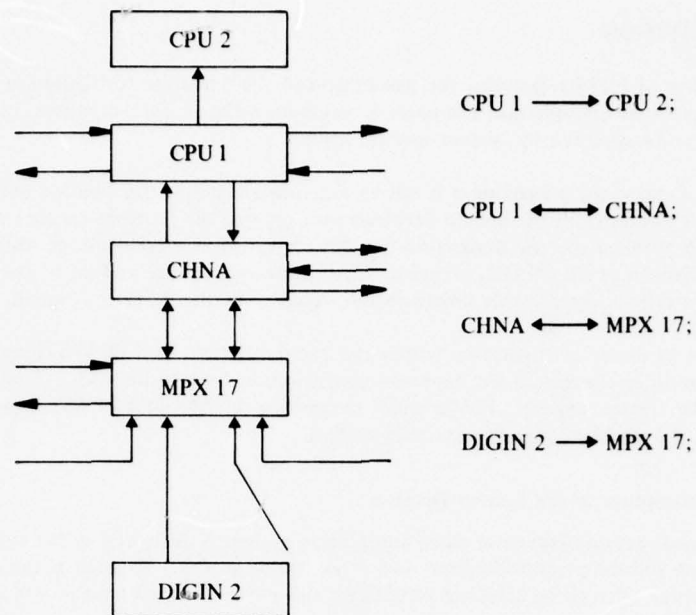 CPU 2
CPU 1
CHNA
MPX 17
DIGIN 2
CPU 1 ⟶ CPU 2;
CPU 1 ⟷ CHNA;
CHNA ⟷ MPX 17;
DIGIN 2 ⟶ MPX 17;